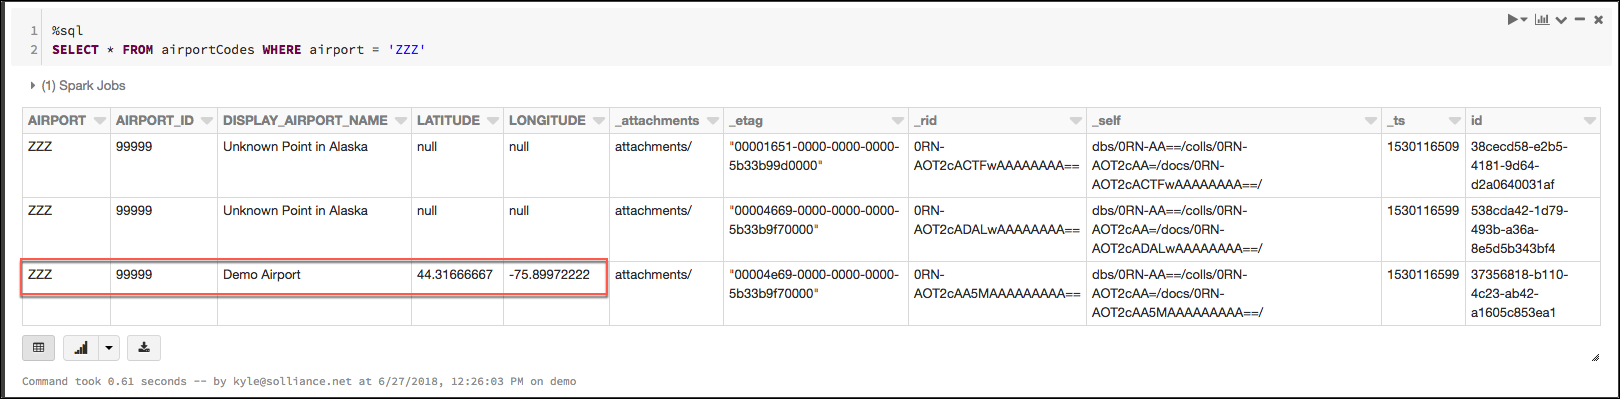 1 %sql
2 SELECT * FROM airportCodes WHERE airport = 'ZZZ'
(1) Spark Jobs
AIRPORT AIRPORT_ID DISPLAY_AIRPORT_NAME LATITUDE LONGITUDE _attachments _etag _rid _self _ts id
ZZZ 99999 Unknown Point in Alaska null null attachments/ "00001651-0000-0000-0000- 0RN- dbs/0RN-AA==/colls/0RN- 1530116509 38cecd58-e2b5-
5b33b99d0000" AOT2cACTFwAAAAAAAA== AOT2cAA=/docs/0RN- 4181-9d64-
AOT2cACTFwAAAAAAAA==/ d2a0640031af
ZZZ 99999 Unknown Point in Alaska null null attachments/ "00004669-0000-0000-0000- 0RN- dbs/0RN-AA==/colls/0RN- 1530116599 538cda42-1d79-
5b33b9f70000" AOT2cADALwAAAAAAAA== AOT2cAA=/docs/0RN- 493b-a36a-
AOT2cADALwAAAAAAAA==/ 8e5d5b343bf4
ZZZ 99999 Demo Airport 44.31666667 -75.89972222 attachments/ "00004e69-0000-0000-0000- 0RN- dbs/0RN-AA==/colls/0RN- 1530116599 37356818-b110-
5b33b9f70000" AOT2cAA5MAAAAAAAAA== AOT2cAA=/docs/0RN- 4c23-ab42-
AOT2cAA5MAAAAAAAAA==/ a1605c853ea1
Command took 0.61 seconds -- by kyle@solliance.net at 6/27/2018, 12:26:03 PM on demo